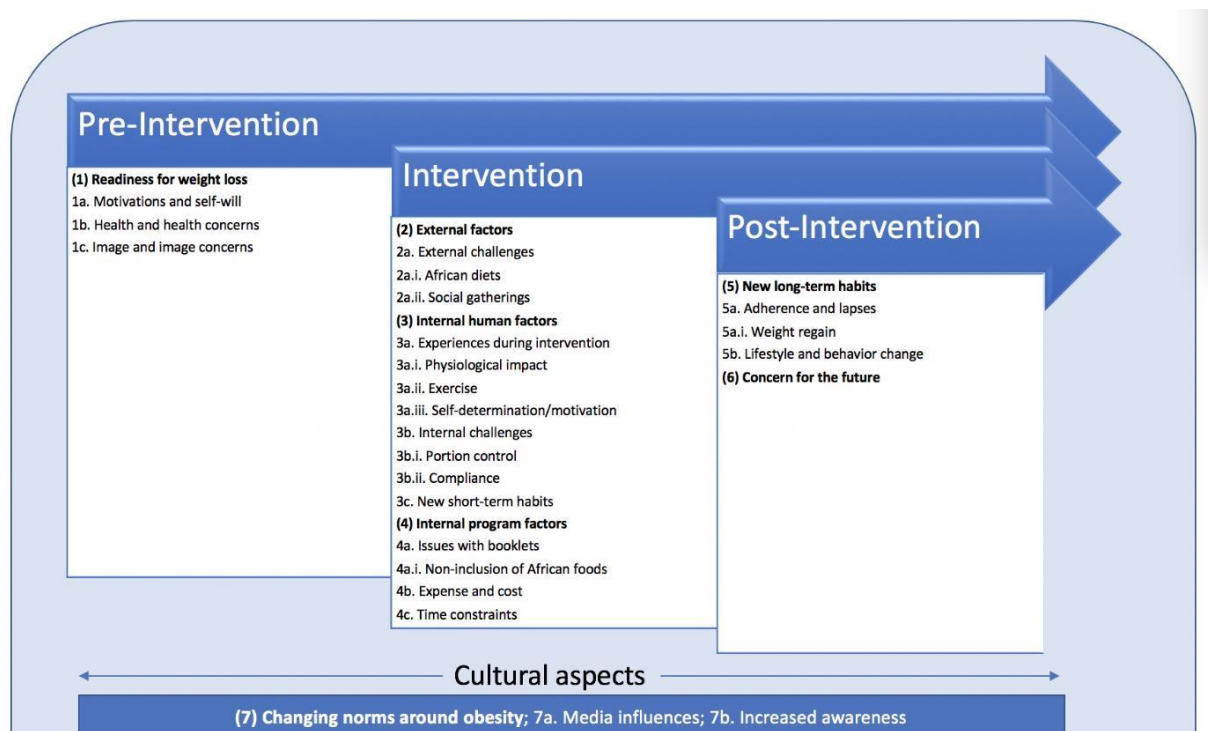 Pre-Intervention
(1) Readiness for weight loss
1a. Motivations and self-will
1b. Health and health concerns
1c. Image and image concerns
Intervention
(2) External factors
2a. External challenges
2a.i. African diets
2a.ii. Social gatherings
(3) Internal human factors
3a. Experiences during intervention
3a.i. Physiological impact
3a.ii. Exercise
3a.iii. Self-determination/motivation
3b. Internal challenges
3b.i. Portion control
3b.ii. Compliance
3c. New short-term habits
(4) Internal program factors
4a. Issues with booklets
4a.i. Non-inclusion of African foods
4b. Expense and cost
4c. Time constraints
Post-Intervention
(5) New long-term habits
5a. Adherence and lapses
5a.i. Weight regain
5b. Lifestyle and behavior change
(6) Concern for the future
Cultural aspects
(7) Changing norms around obesity; 7a. Media influences; 7b. Increased awareness